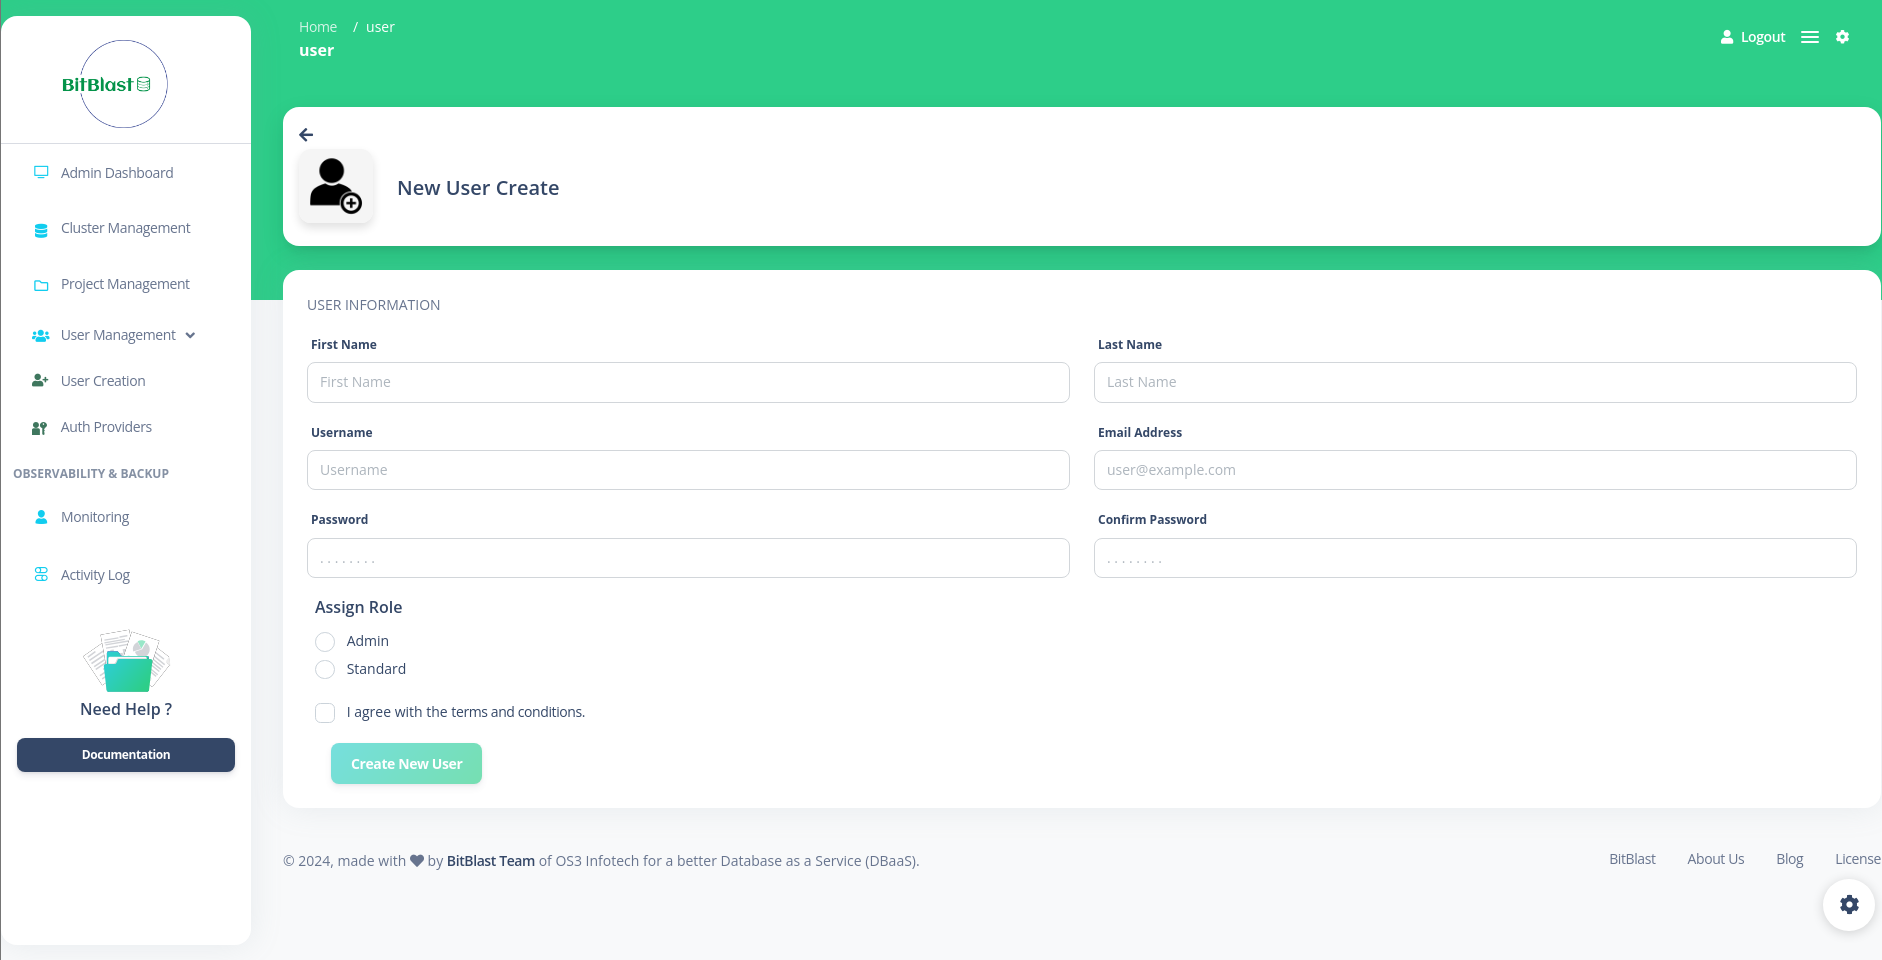 BitBlast
Admin Dashboard
Cluster Management
Project Management
User Management
User Creation
Auth Providers
OBSERVABILITY & BACKUP
Monitoring
Activity Log
Need Help ?
Documentation
Home / user
user
Logout
New User Create
USER INFORMATION
First Name
Last Name
First Name
Last Name
Username
Email Address
Username
user@example.com
Password
Confirm Password
. . . . . . . .
. . . . . . . .
Assign Role
Admin
Standard
I agree with the terms and conditions.
Create New User
© 2024, made with ♥ by BitBlast Team of OS3 Infotech for a better Database as a Service (DBaaS).
BitBlast About Us Blog License